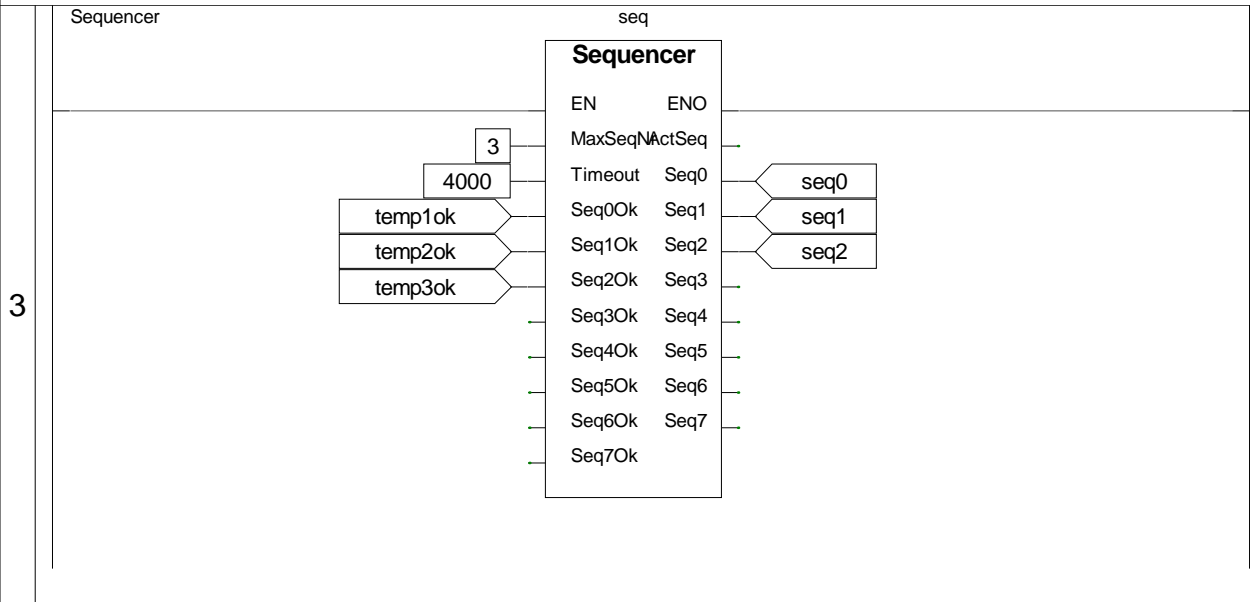 Sequencer seq
Sequencer
EN ENO
3 MaxSeqN ActSeq
4000 Timeout Seq0 seq0
temp1ok Seq0Ok Seq1 seq1
temp2ok Seq1Ok Seq2 seq2
temp3ok Seq2Ok Seq3
3 Seq3Ok Seq4
Seq4Ok Seq5
Seq5Ok Seq6
Seq6Ok Seq7
Seq7Ok